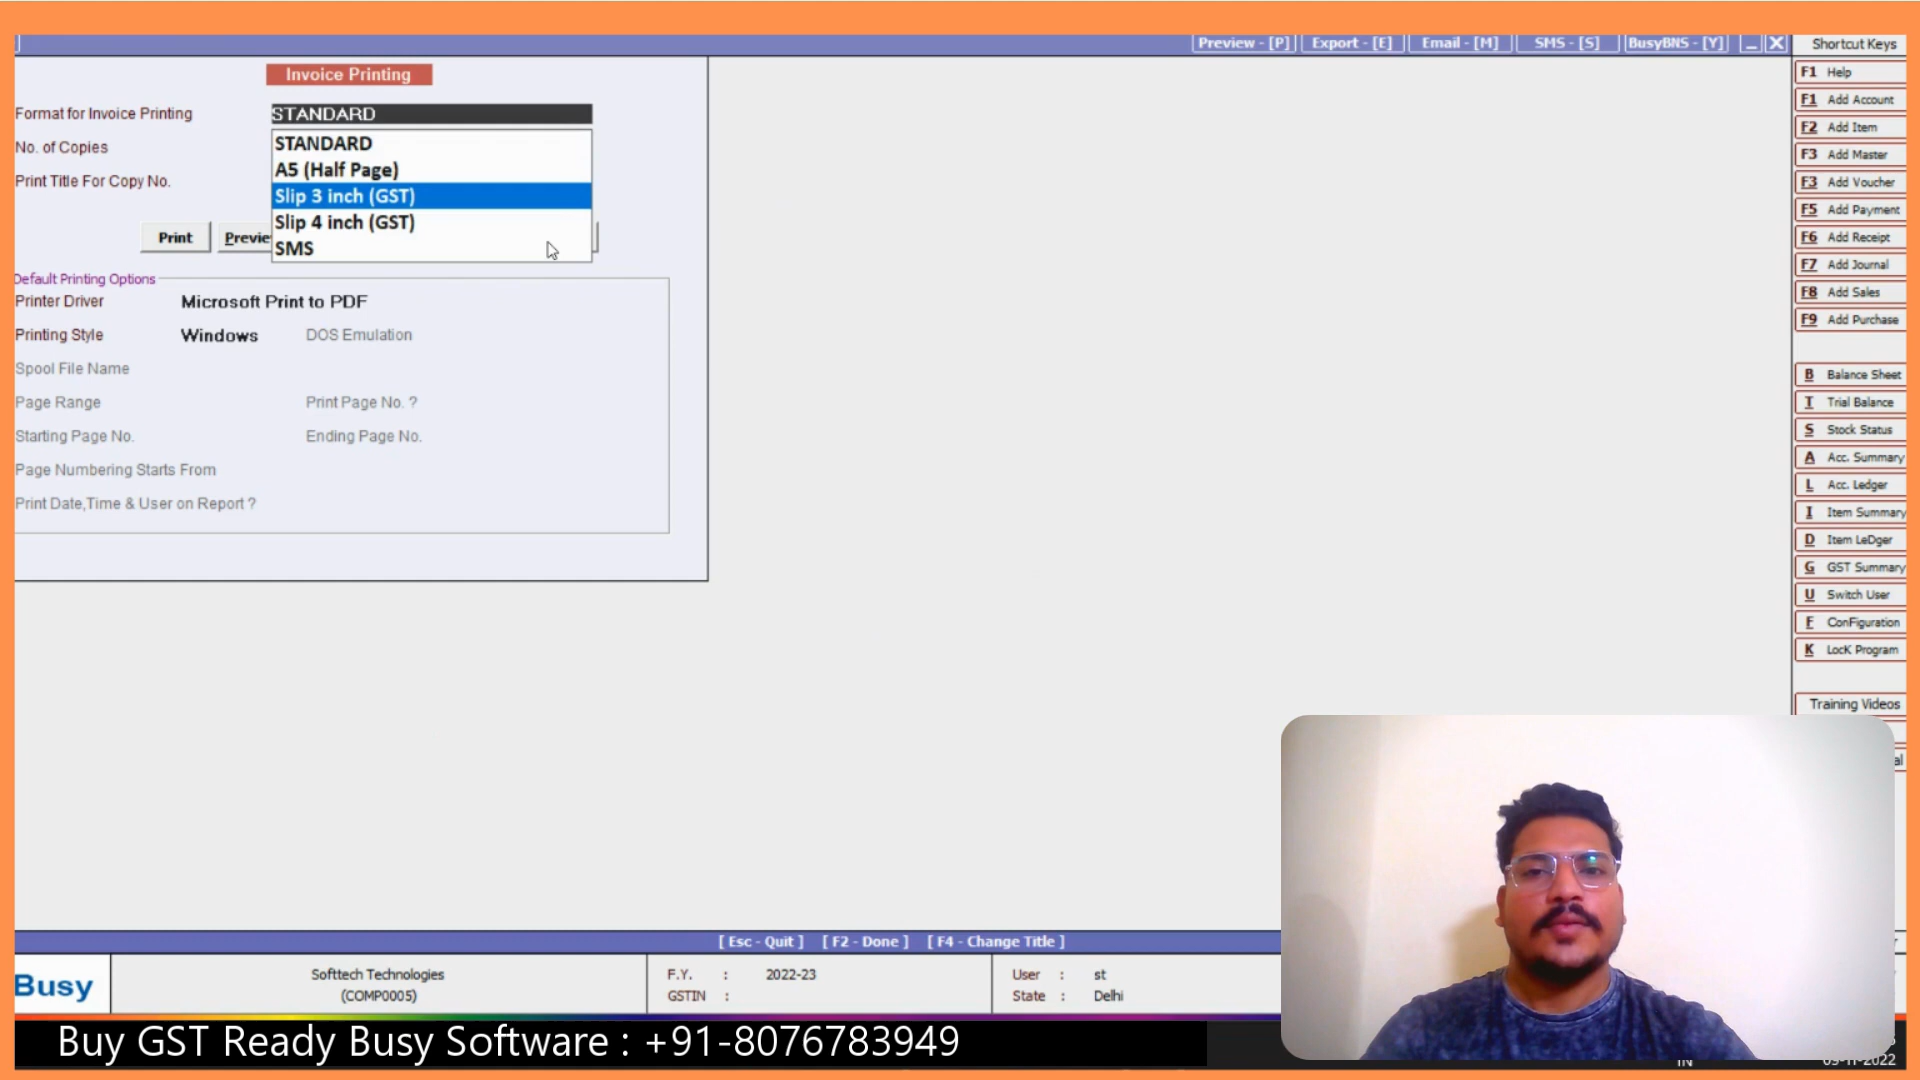 Preview - [P]
Export - [E]
Email - [M]
SMS - [S]
BusyBNS - [Y]
Shortcut Keys
Invoice Printing
Format for Invoice Printing
STANDARD
No. of Copies
Print Title For Copy No.
STANDARD
A5 (Half Page)
Slip 3 inch (GST)
Slip 4 inch (GST)
SMS
Print
Previe
Default Printing Options
Printer Driver
Microsoft Print to PDF
Printing Style
Windows
DOS Emulation
Spool File Name
Page Range
Print Page No. ?
Starting Page No.
Ending Page No.
Page Numbering Starts From
Print Date,Time & User on Report ?
F1 Help
F1 Add Account
F2 Add Item
F3 Add Master
F3 Add Voucher
F5 Add Payment
F6 Add Receipt
F7 Add Journal
F8 Add Sales
F9 Add Purchase
B Balance Sheet
T Trial Balance
S Stock Status
A Acc. Summary
L Acc. Ledger
I Item Summary
D Item LeDger
G GST Summary
U Switch User
F ConFiguration
K LocK Program
Training Videos
al
[ Esc - Quit ] [ F2 - Done ] [ F4 - Change Title ]
Busy
Softtech Technologies
(COMP0005)
F.Y. : 2022-23
GSTIN :
User : st
State : Delhi
Buy GST Ready Busy Software : +91-8076783949
IN